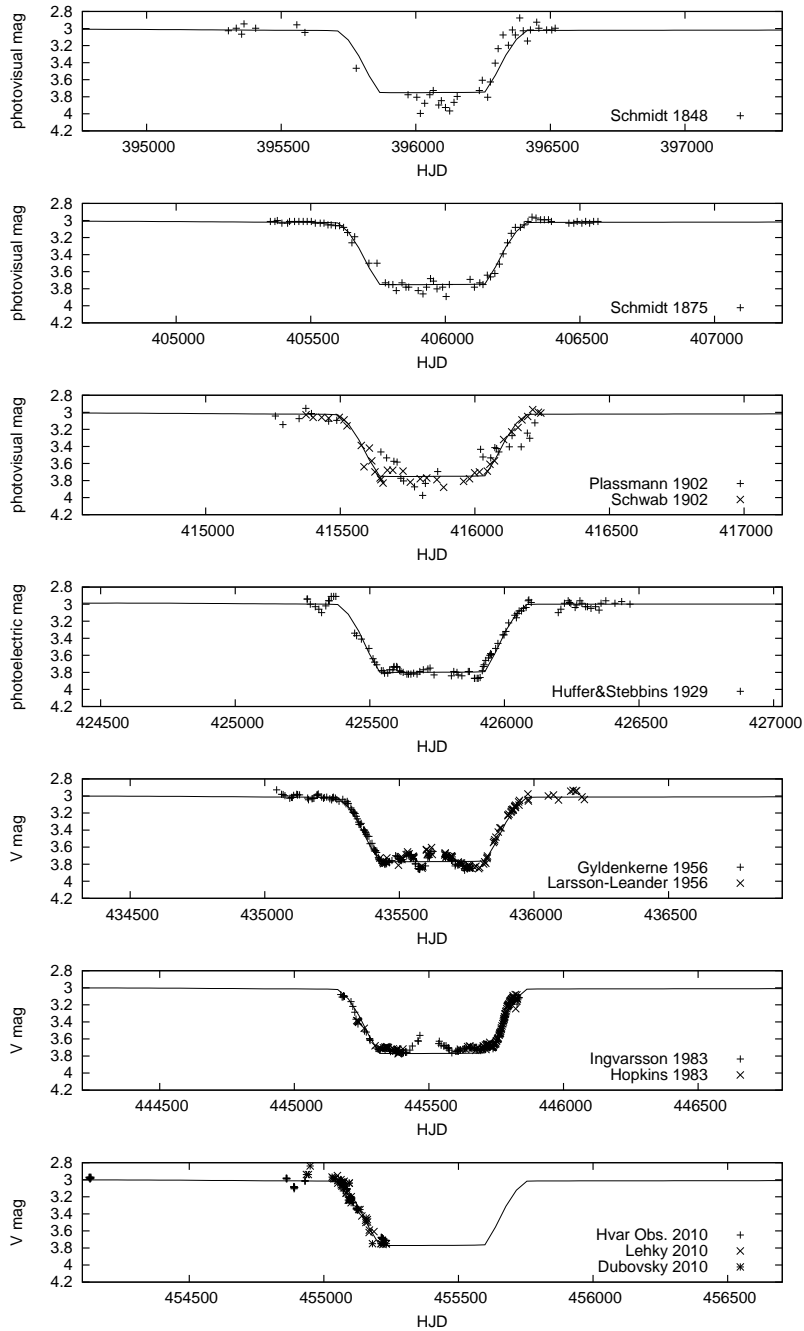 2.8
3
3.2
3.4
3.6
3.8
4
4.2
photovisual mag
Schmidt 1848
395000 395500 396000 396500 397000
HJD
2.8
3
3.2
3.4
3.6
3.8
4
4.2
photovisual mag
Schmidt 1875
405000 405500 406000 406500 407000
HJD
2.8
3
3.2
3.4
3.6
3.8
4
4.2
photovisual mag
Plassmann 1902
Schwab 1902
415000 415500 416000 416500 417000
HJD
2.8
3
3.2
3.4
3.6
3.8
4
4.2
photoelectric mag
Huffer&Stebbins 1929
424500 425000 425500 426000 426500 427000
HJD
2.8
3
3.2
3.4
3.6
3.8
4
4.2
V mag
Gyldenkerne 1956
Larsson-Leander 1956
434500 435000 435500 436000 436500
HJD
2.8
3
3.2
3.4
3.6
3.8
4
4.2
V mag
Ingvarsson 1983
Hopkins 1983
444500 445000 445500 446000 446500
HJD
2.8
3
3.2
3.4
3.6
3.8
4
4.2
V mag
Hvar Obs. 2010
Lehky 2010
Dubovsky 2010
454500 455000 455500 456000 456500
HJD